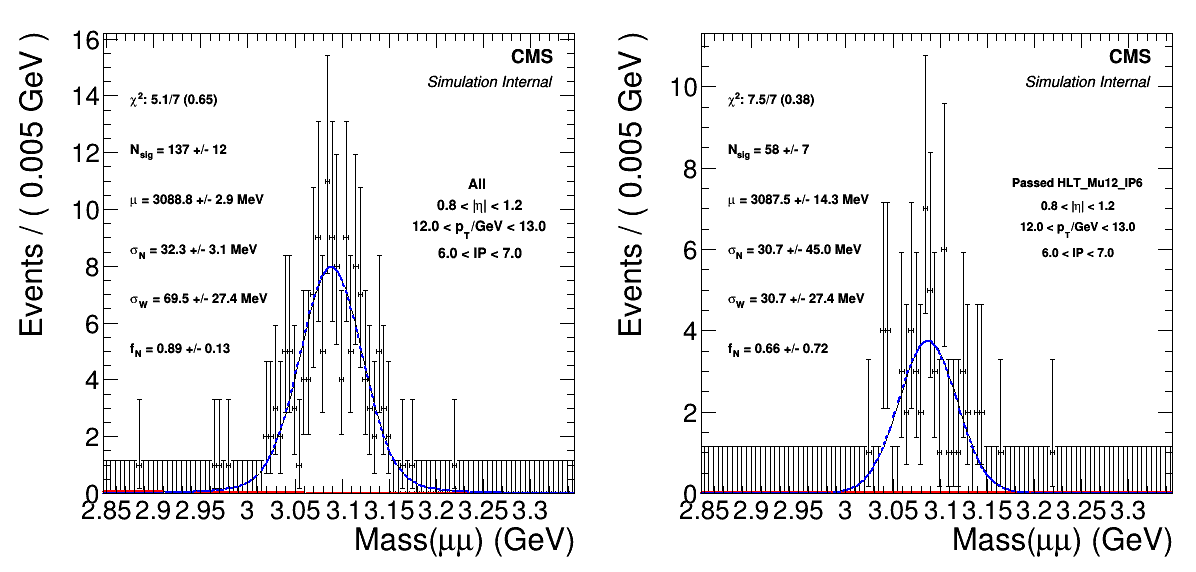 CMS
Simulation Internal
χ²: 5.1/7 (0.65)
N_sig = 137 +/- 12
μ = 3088.8 +/- 2.9 MeV
σ_N = 32.3 +/- 3.1 MeV
σ_W = 69.5 +/- 27.4 MeV
f_N = 0.89 +/- 0.13
All
0.8 < |η| < 1.2
12.0 < p_T/GeV < 13.0
6.0 < IP < 7.0
Events / ( 0.005 GeV )
16
14
12
10
8
6
4
2
0
2.85 2.9 2.95 3 3.05 3.1 3.15 3.2 3.25 3.3
Mass(μμ) (GeV)
CMS
Simulation Internal
χ²: 7.5/7 (0.38)
N_sig = 58 +/- 7
μ = 3087.5 +/- 14.3 MeV
σ_N = 30.7 +/- 45.0 MeV
σ_W = 30.7 +/- 27.4 MeV
f_N = 0.66 +/- 0.72
Passed HLT_Mu12_IP6
0.8 < |η| < 1.2
12.0 < p_T/GeV < 13.0
6.0 < IP < 7.0
Events / ( 0.005 GeV )
10
8
6
4
2
0
2.85 2.9 2.95 3 3.05 3.1 3.15 3.2 3.25 3.3
Mass(μμ) (GeV)